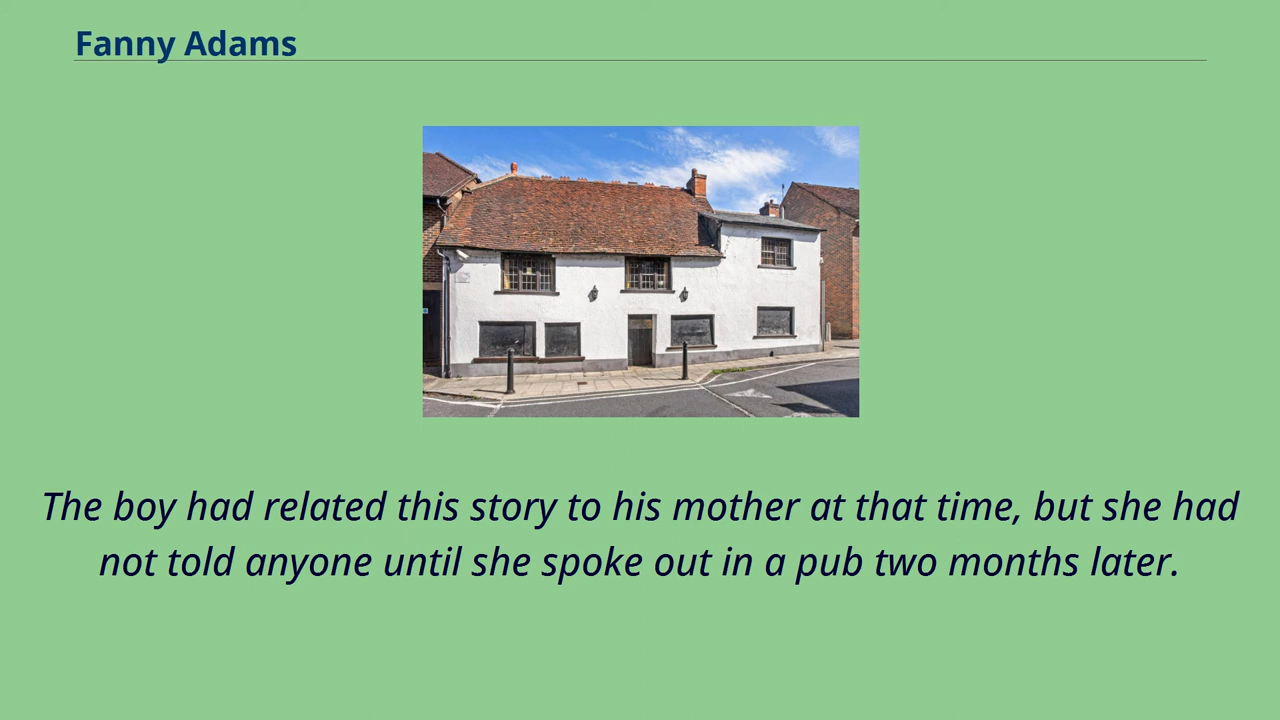 Fanny Adams
The boy had related this story to his mother at that time, but she had
not told anyone until she spoke out in a pub two months later.